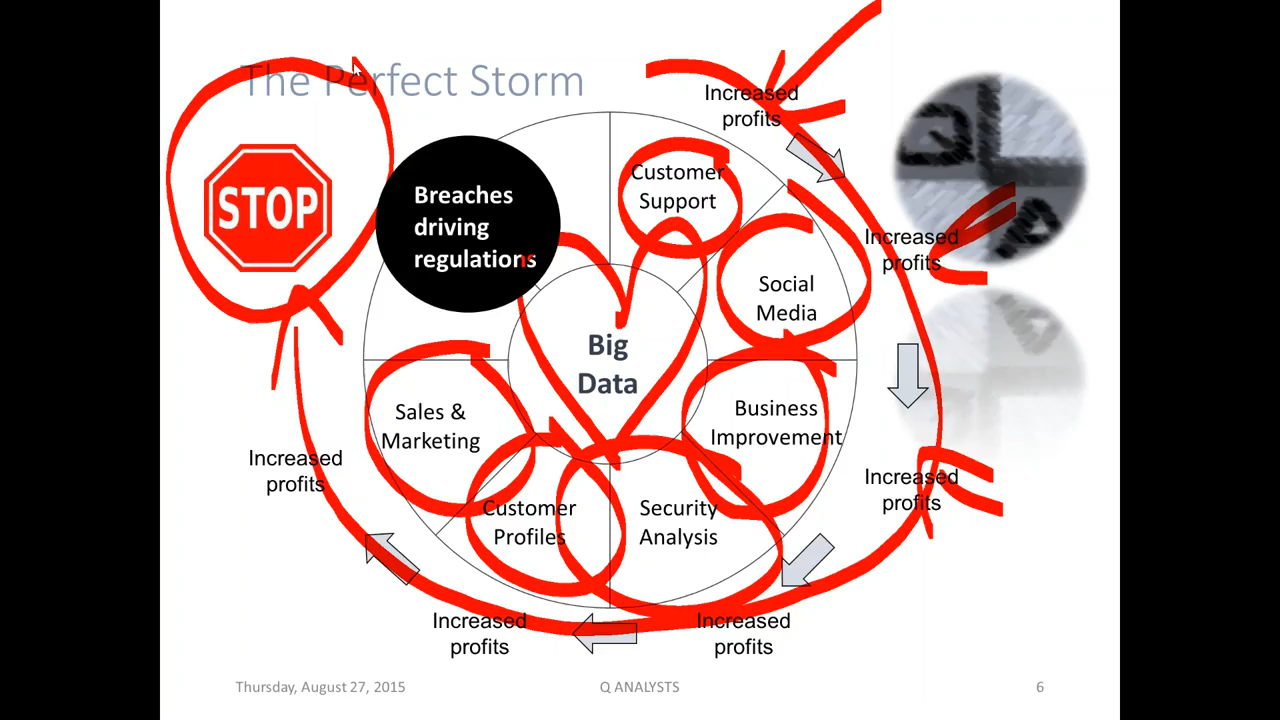 The Perfect Storm
STOP
Breaches
driving
regulations
Increased
profits
Customer
Support
Increased
profits
Social
Media
Big
Data
Sales &
Marketing
Business
Improvement
Increased
profits
Increased
profits
Customer
Profiles
Security
Analysis
Increased
profits
Increased
profits
Thursday, August 27, 2015
Q ANALYSTS
6